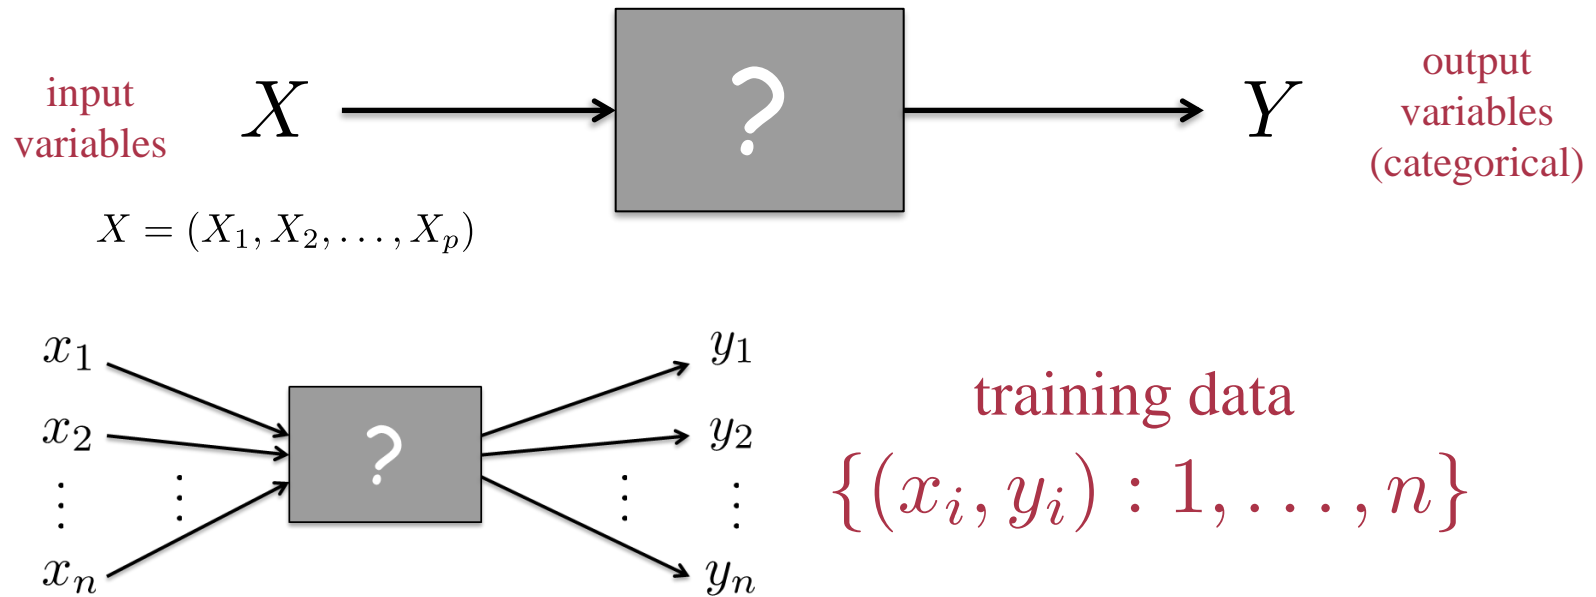 input
variables
X
?
Y
output
variables
(categorical)
X = (X₁, X₂, . . . , Xₚ)
x₁
y₁
x₂
?
y₂
⋮ ⋮ ⋮ ⋮
xₙ
yₙ
training data
{(xᵢ, yᵢ) : 1, . . . , n}